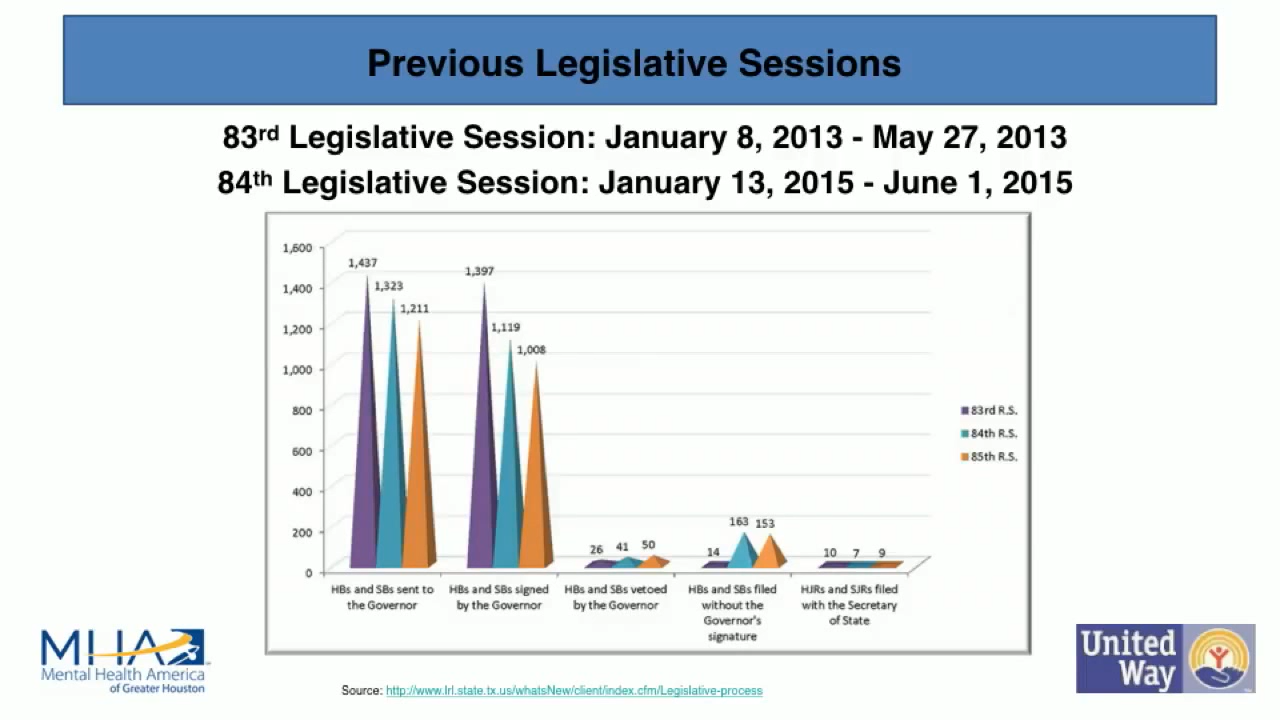 Previous Legislative Sessions
83rd Legislative Session: January 8, 2013 - May 27, 2013
84th Legislative Session: January 13, 2015 - June 1, 2015
1,600
1,400
1,200
1,000
800
600
400
200
0
1,437
1,323
1,211
1,397
1,119
1,008
26 41 50
14
163 153
10 7 9
83rd R.S.
84th R.S.
85th R.S.
HBs and SBs sent to
the Governor
HBs and SBs signed
by the Governor
HBs and SBs vetoed
by the Governor
HBs and SBs filed
without the
Governor's
signature
HJRs and SJRs filed
with the Secretary
of State
MHA
Mental Health America
of Greater Houston
Source: http://www.lrl.state.tx.us/whatsNew/client/index.cfm/Legislative-process
United
Way